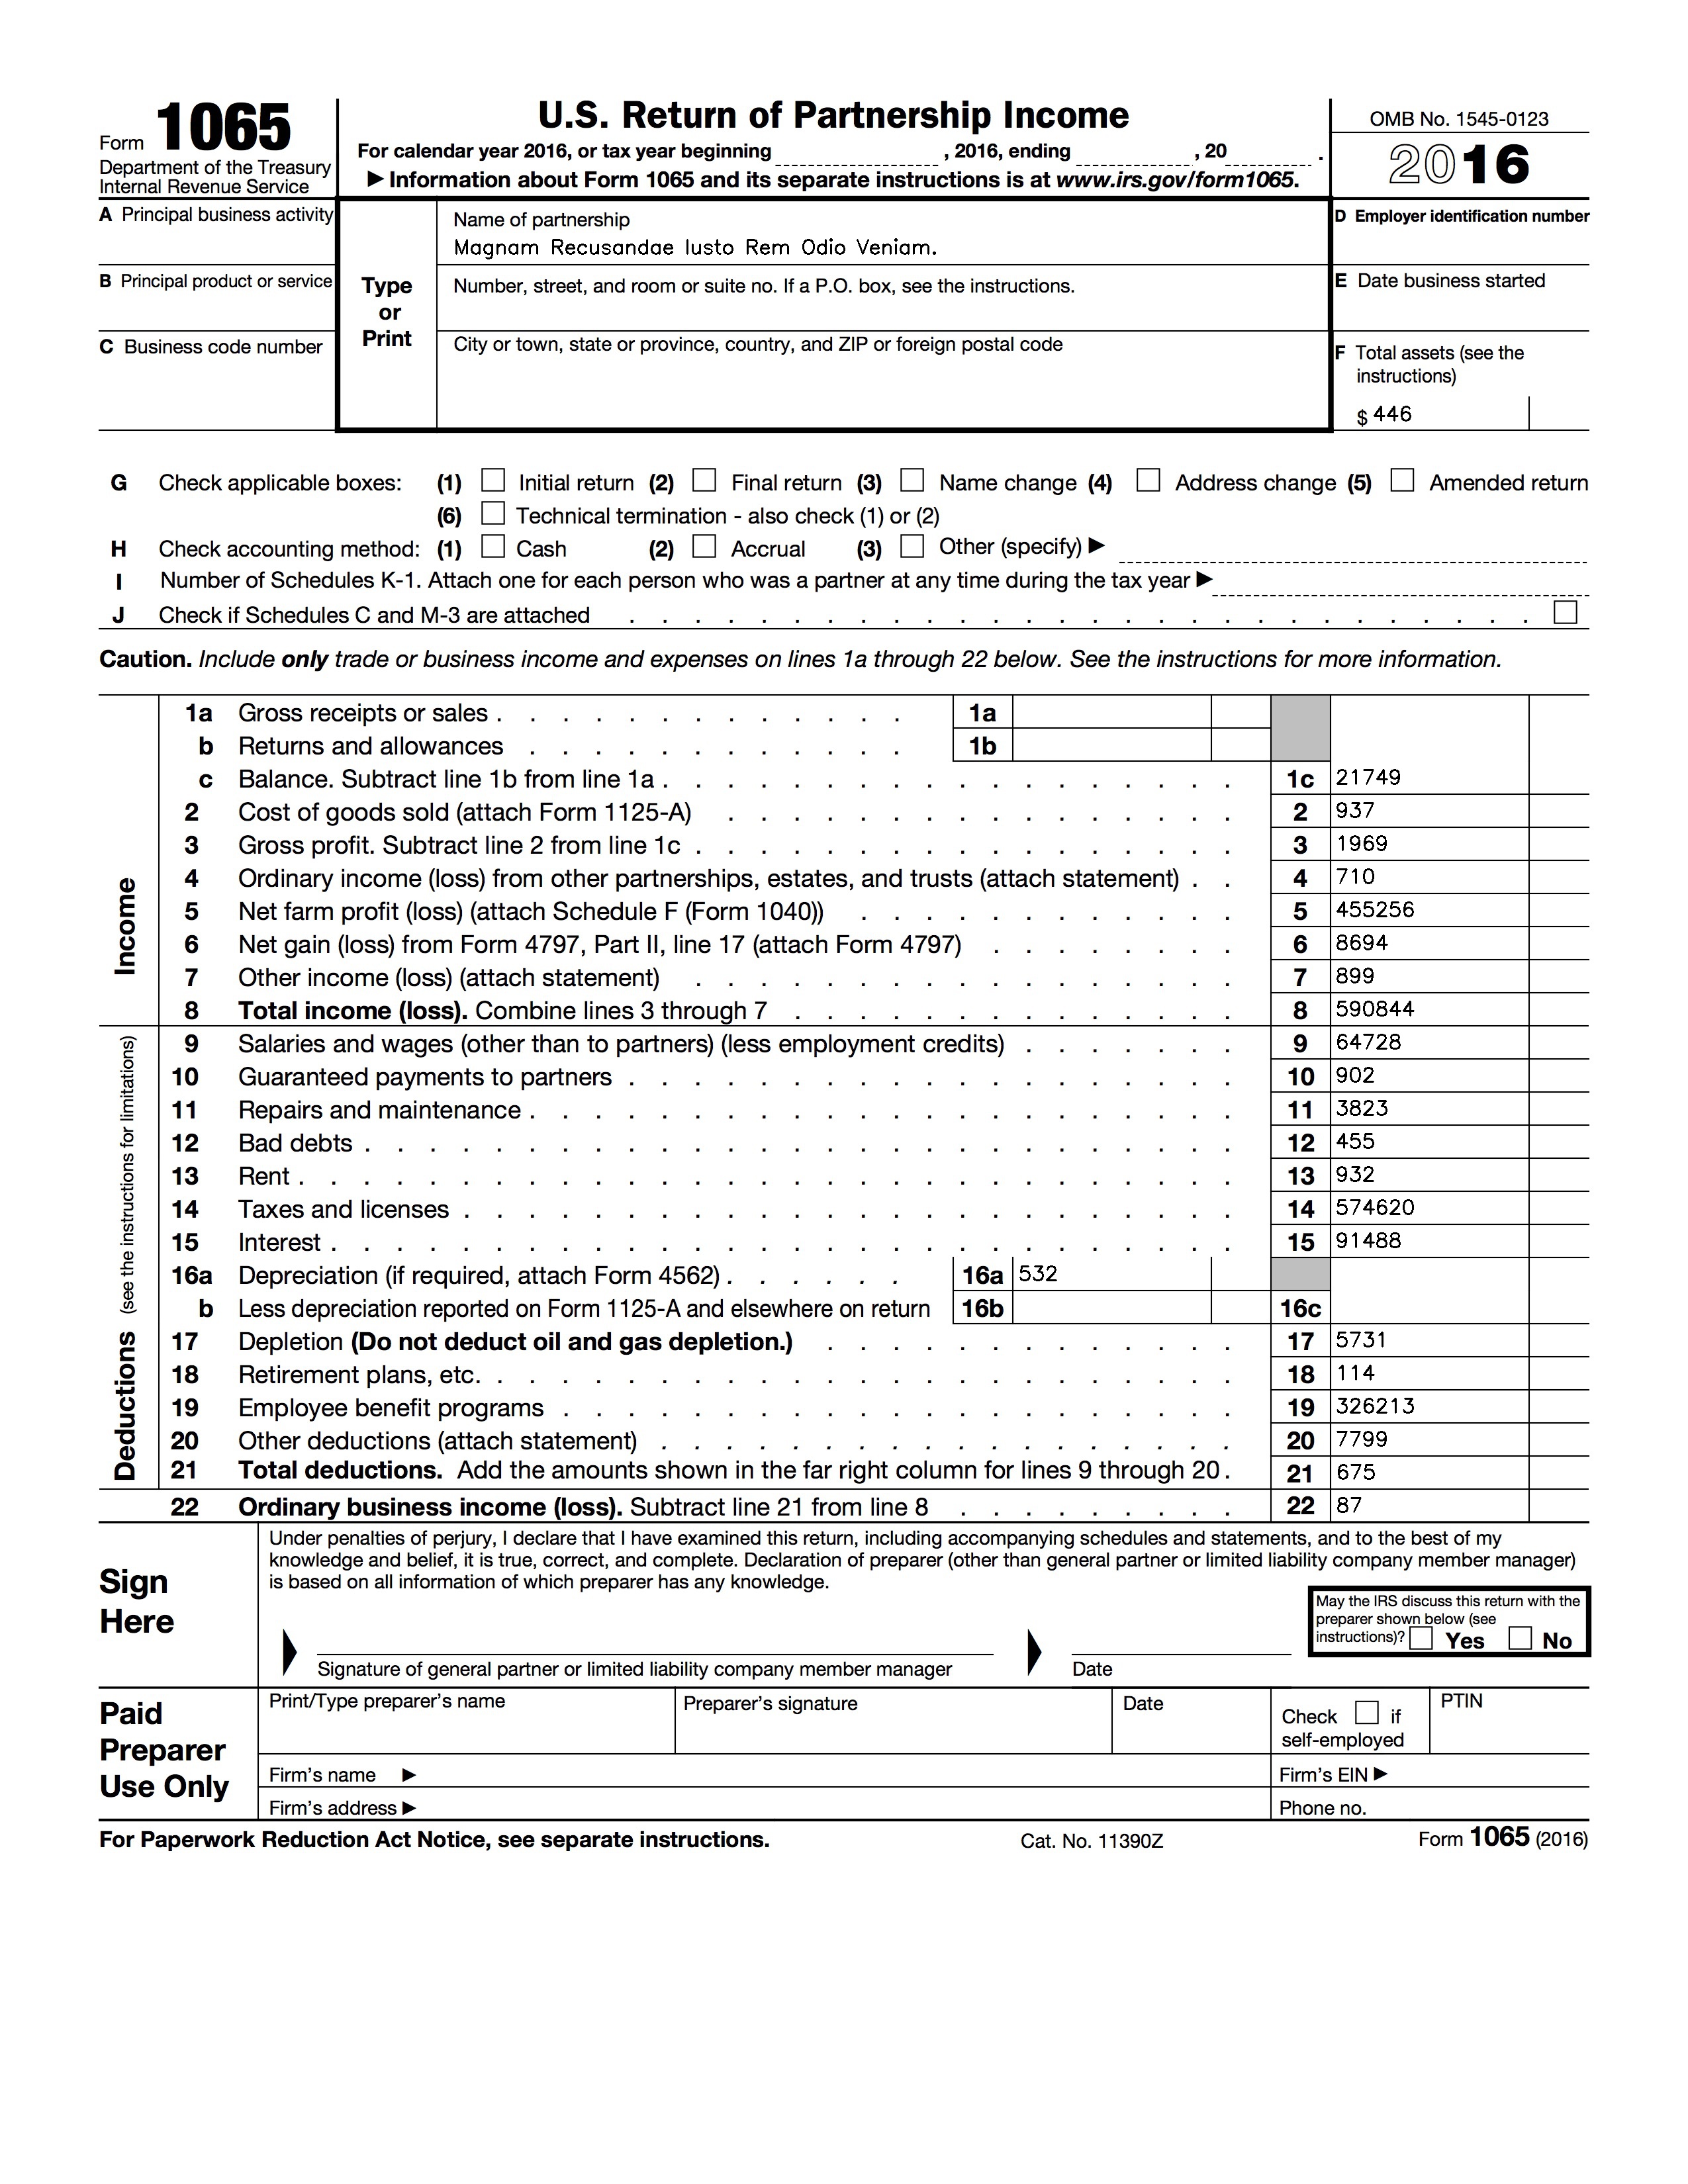 Form 1065
Department of the Treasury
Internal Revenue Service
U.S. Return of Partnership Income
For calendar year 2016, or tax year beginning , 2016, ending , 20 .
▶ Information about Form 1065 and its separate instructions is at www.irs.gov/form1065.
OMB No. 1545-0123
2016
A Principal business activity
B Principal product or service
C Business code number
Type
or
Print
Name of partnership
Magnam Recusandae Iusto Rem Odio Veniam.
Number, street, and room or suite no. If a P.O. box, see the instructions.
City or town, state or province, country, and ZIP or foreign postal code
D Employer identification number
E Date business started
F Total assets (see the
instructions)
$ 446
G Check applicable boxes: (1) Initial return (2) Final return (3) Name change (4) Address change (5) Amended return
(6) Technical termination - also check (1) or (2)
H Check accounting method: (1) Cash (2) Accrual (3) Other (specify) ▶
I Number of Schedules K-1. Attach one for each person who was a partner at any time during the tax year ▶
J Check if Schedules C and M-3 are attached
Caution. Include only trade or business income and expenses on lines 1a through 22 below. See the instructions for more information.
Income
1a Gross receipts or sales 1a
b Returns and allowances 1b
c Balance. Subtract line 1b from line 1a 1c 21749
2 Cost of goods sold (attach Form 1125-A) 2 937
3 Gross profit. Subtract line 2 from line 1c 3 1969
4 Ordinary income (loss) from other partnerships, estates, and trusts (attach statement) 4 710
5 Net farm profit (loss) (attach Schedule F (Form 1040)) 5 455256
6 Net gain (loss) from Form 4797, Part II, line 17 (attach Form 4797) 6 8694
7 Other income (loss) (attach statement) 7 899
8 Total income (loss). Combine lines 3 through 7 8 590844
Deductions (see the instructions for limitations)
9 Salaries and wages (other than to partners) (less employment credits) 9 64728
10 Guaranteed payments to partners 10 902
11 Repairs and maintenance 11 3823
12 Bad debts 12 455
13 Rent 13 932
14 Taxes and licenses 14 574620
15 Interest 15 91488
16a Depreciation (if required, attach Form 4562) 16a 532
b Less depreciation reported on Form 1125-A and elsewhere on return 16b 16c
17 Depletion (Do not deduct oil and gas depletion.) 17 5731
18 Retirement plans, etc. 18 114
19 Employee benefit programs 19 326213
20 Other deductions (attach statement) 20 7799
21 Total deductions. Add the amounts shown in the far right column for lines 9 through 20. 21 675
22 Ordinary business income (loss). Subtract line 21 from line 8 22 87
Sign
Here
Under penalties of perjury, I declare that I have examined this return, including accompanying schedules and statements, and to the best of my
knowledge and belief, it is true, correct, and complete. Declaration of preparer (other than general partner or limited liability company member manager)
is based on all information of which preparer has any knowledge.
May the IRS discuss this return with the
preparer shown below (see
instructions)? Yes No
Signature of general partner or limited liability company member manager
Date
Paid
Preparer
Use Only
Print/Type preparer's name
Preparer's signature
Date
Check if
self-employed
PTIN
Firm's name ▶
Firm's EIN ▶
Firm's address ▶
Phone no.
For Paperwork Reduction Act Notice, see separate instructions.
Cat. No. 11390Z
Form 1065 (2016)